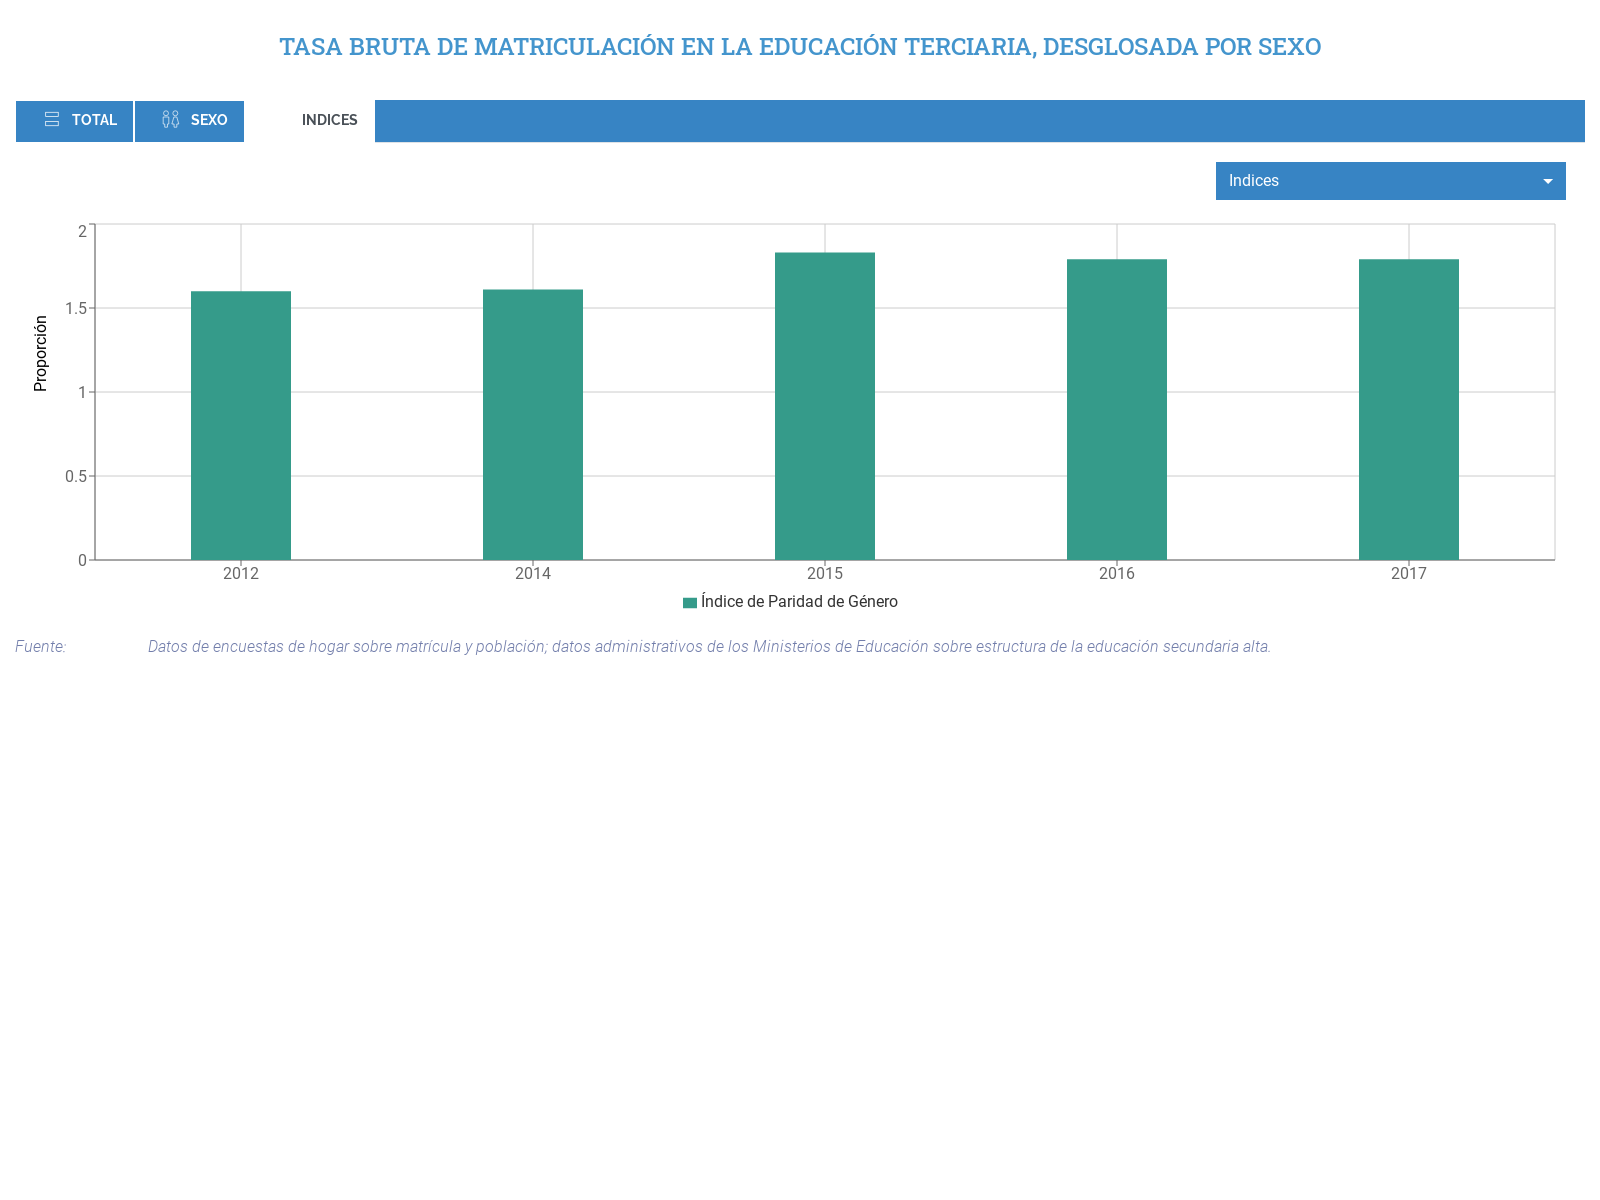 TASA BRUTA DE MATRICULACIÓN EN LA EDUCACIÓN TERCIARIA, DESGLOSADA POR SEXO
TOTAL SEXO INDICES
Indices
2
1.5
1
0.5
0
Proporción
2012 2014 2015 2016 2017
Índice de Paridad de Género
Fuente: Datos de encuestas de hogar sobre matrícula y población; datos administrativos de los Ministerios de Educación sobre estructura de la educación secundaria alta.